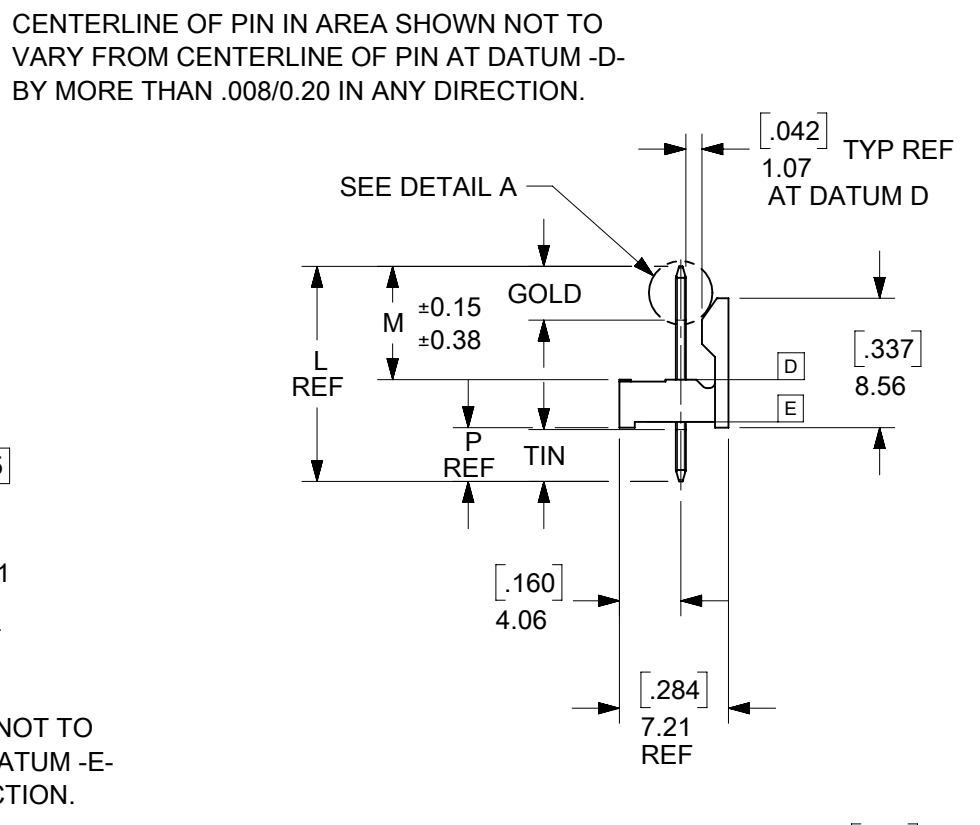 CENTERLINE OF PIN IN AREA SHOWN NOT TO
VARY FROM CENTERLINE OF PIN AT DATUM -D-
BY MORE THAN .008/0.20 IN ANY DIRECTION.
[.042]
1.07
TYP REF
AT DATUM D
SEE DETAIL A
GOLD
M
±0.15
±0.38
L
REF
[.337]
8.56
D
E
P
REF
TIN
1
[.160]
4.06
[.284]
7.21
REF
NOT TO
ATUM -E-
CTION.